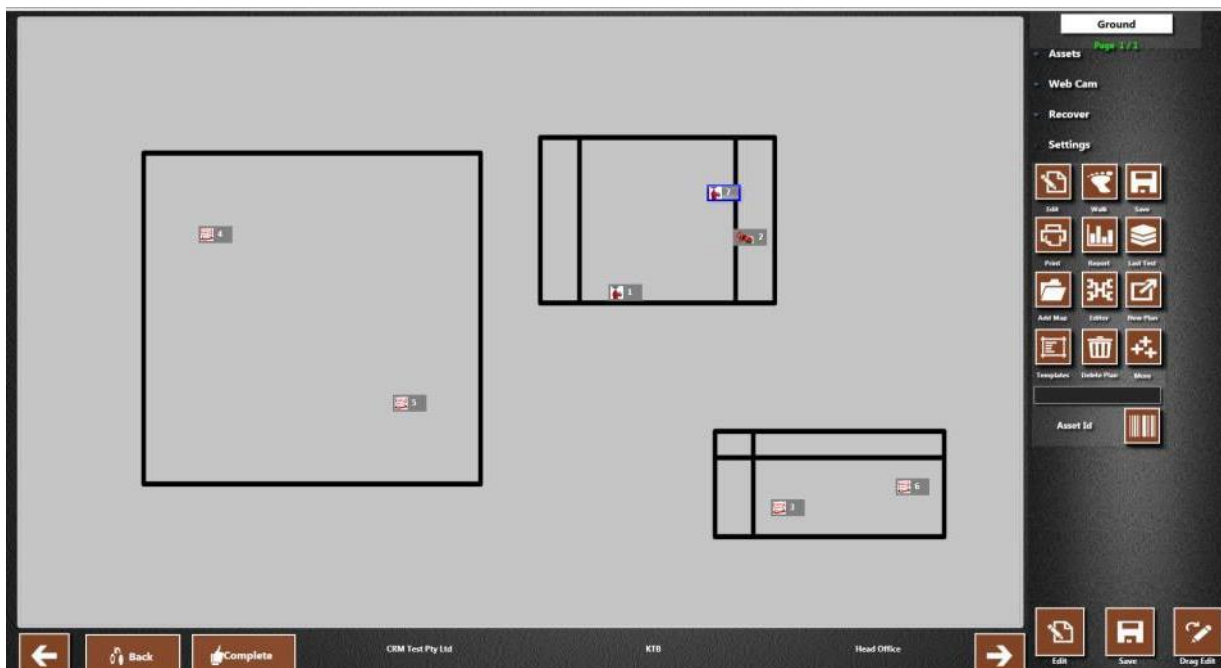 Ground
Page 1 / 1
Assets
Web Cam
Recover
Settings
Edit Walk Save
Print Report Last Test
Add Map Editor New Plan
Templates Delete Plan More
Asset Id
7
4
2
1
5
6
3
Back Complete CRM Test Pty Ltd KTB Head Office
Edit Save Drag Edit